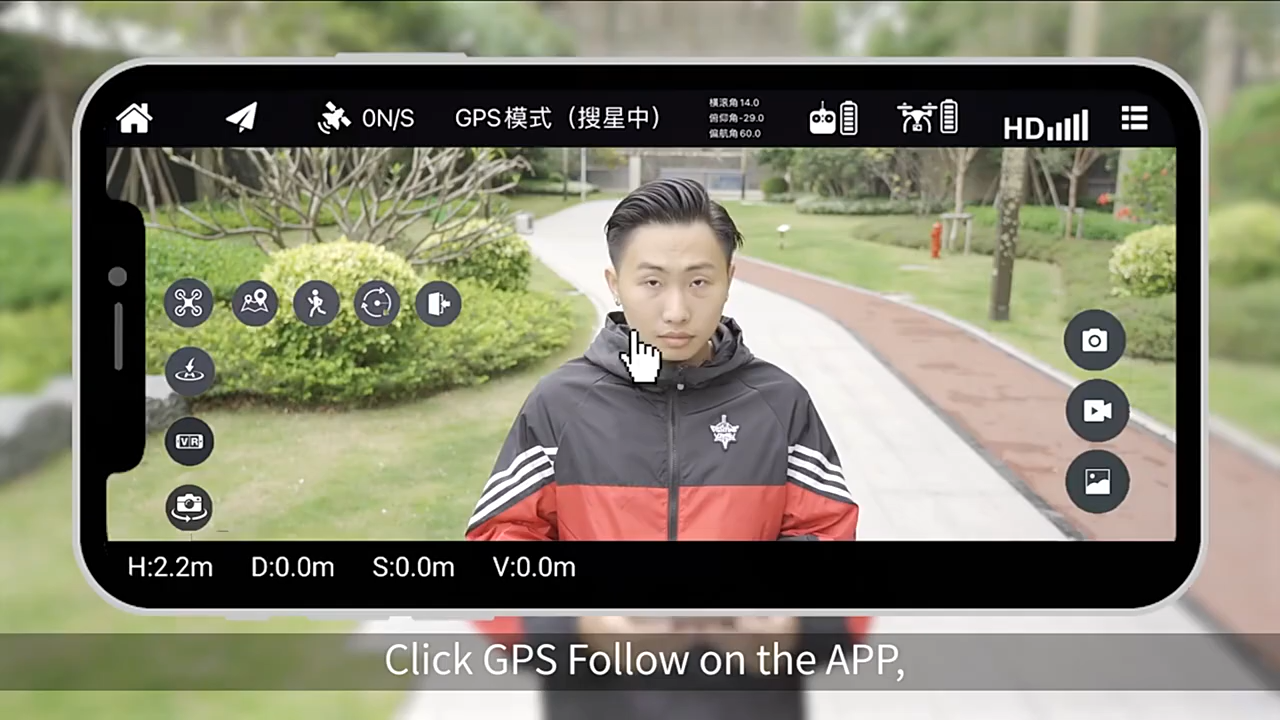 0N/S
GPS模式（搜星中）
横滚角14.0
俯仰角-29.0
偏航角60.0
HD
VR
H:2.2m D:0.0m S:0.0m V:0.0m
Click GPS Follow on the APP,